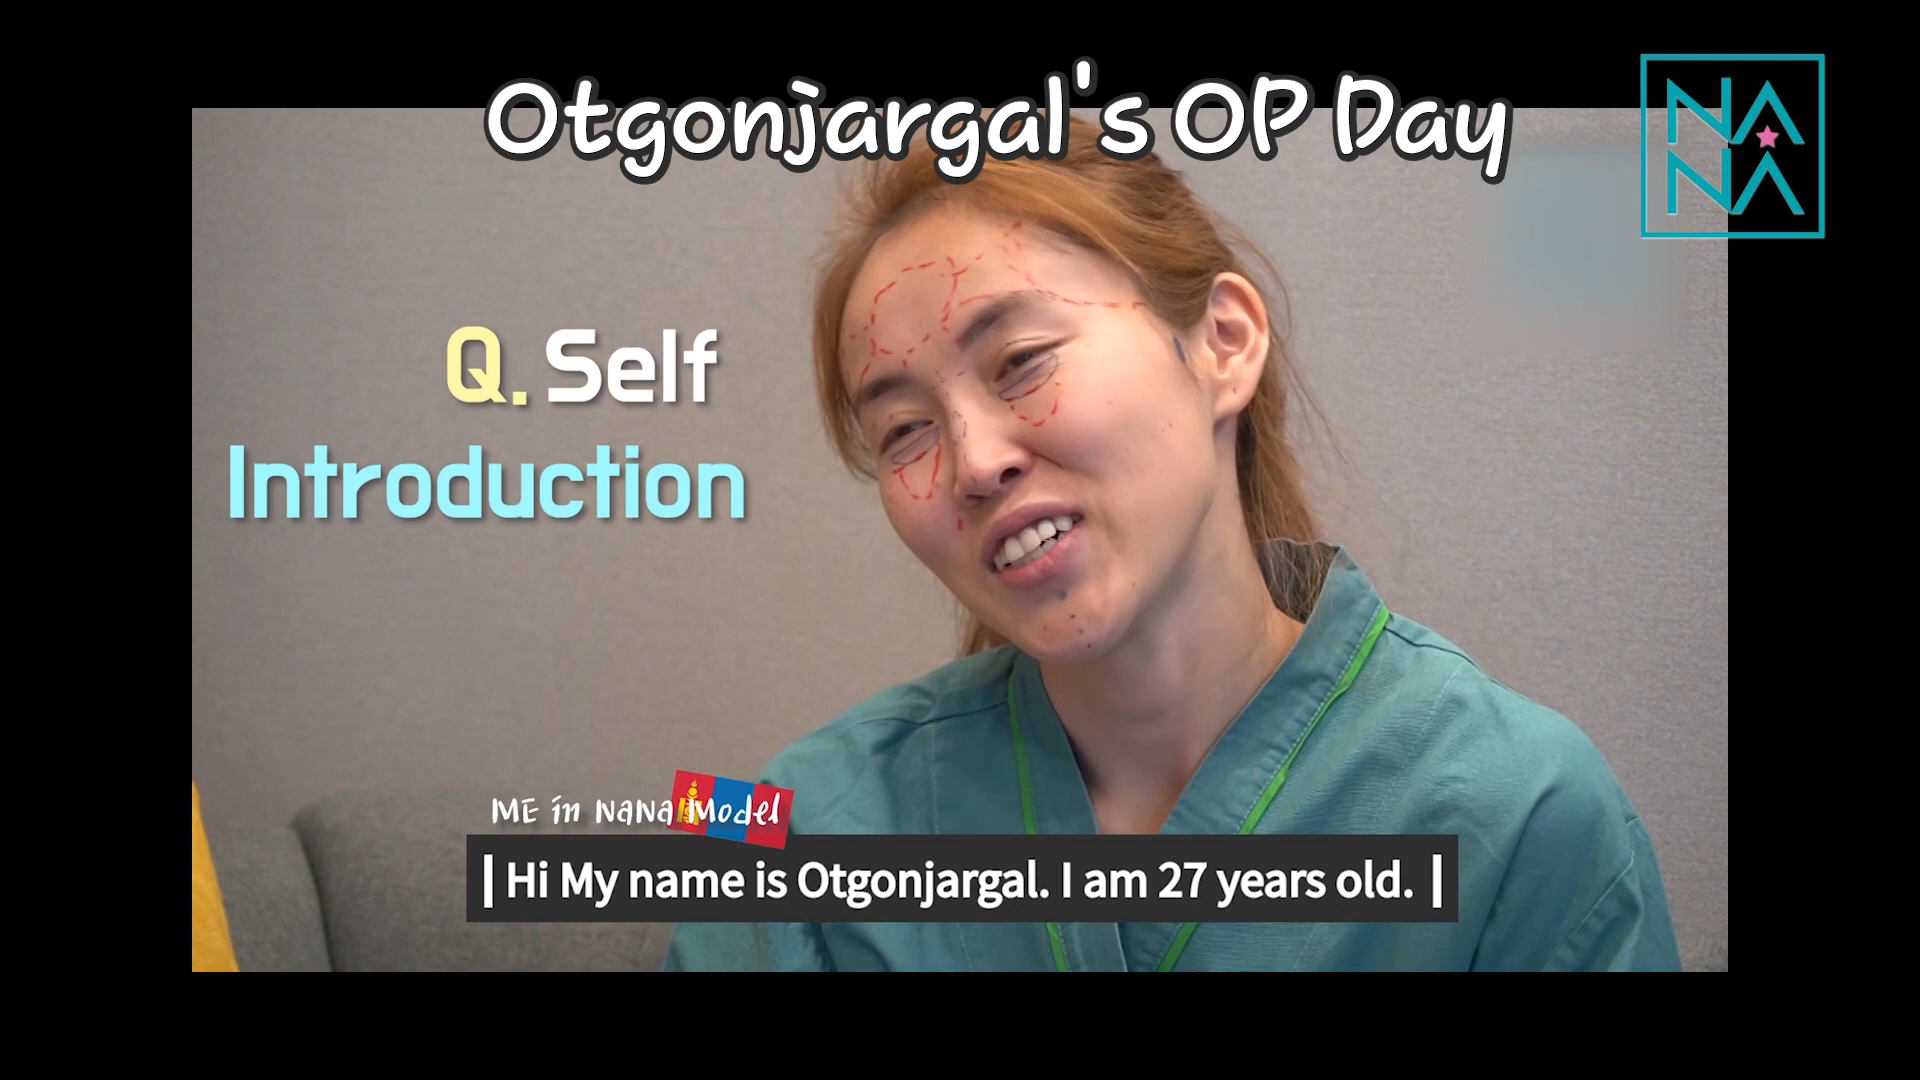 Otgonjargal's OP Day
NA
NA
Q. Self
Introduction
ME in NANA Model
Hi My name is Otgonjargal. I am 27 years old.